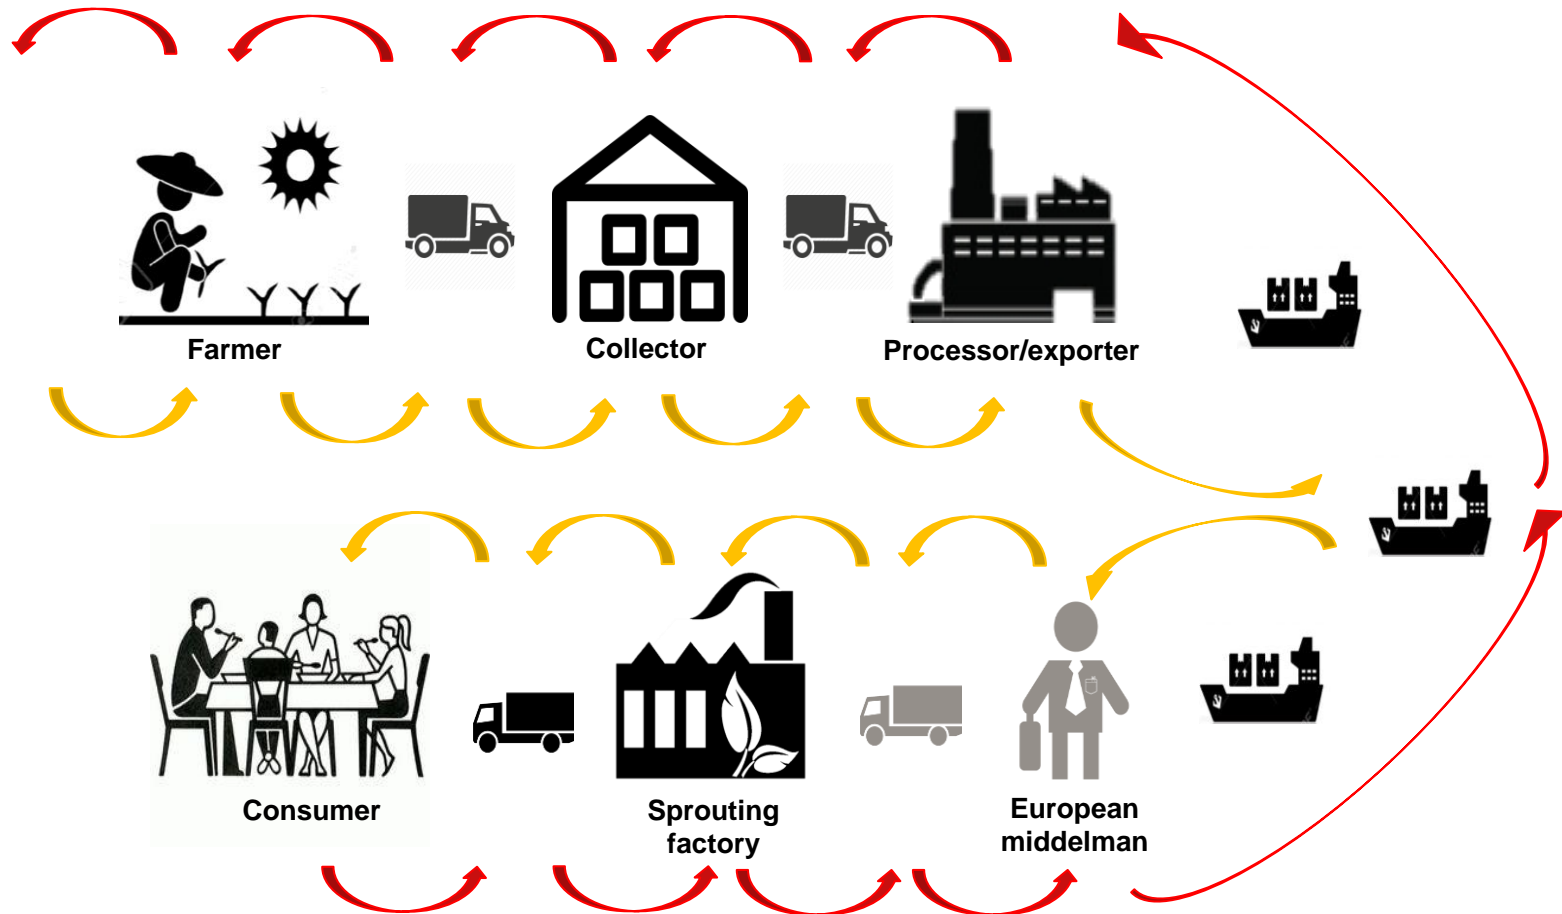 Farmer
Collector
Processor/exporter
Consumer
Sprouting
factory
European
middelman